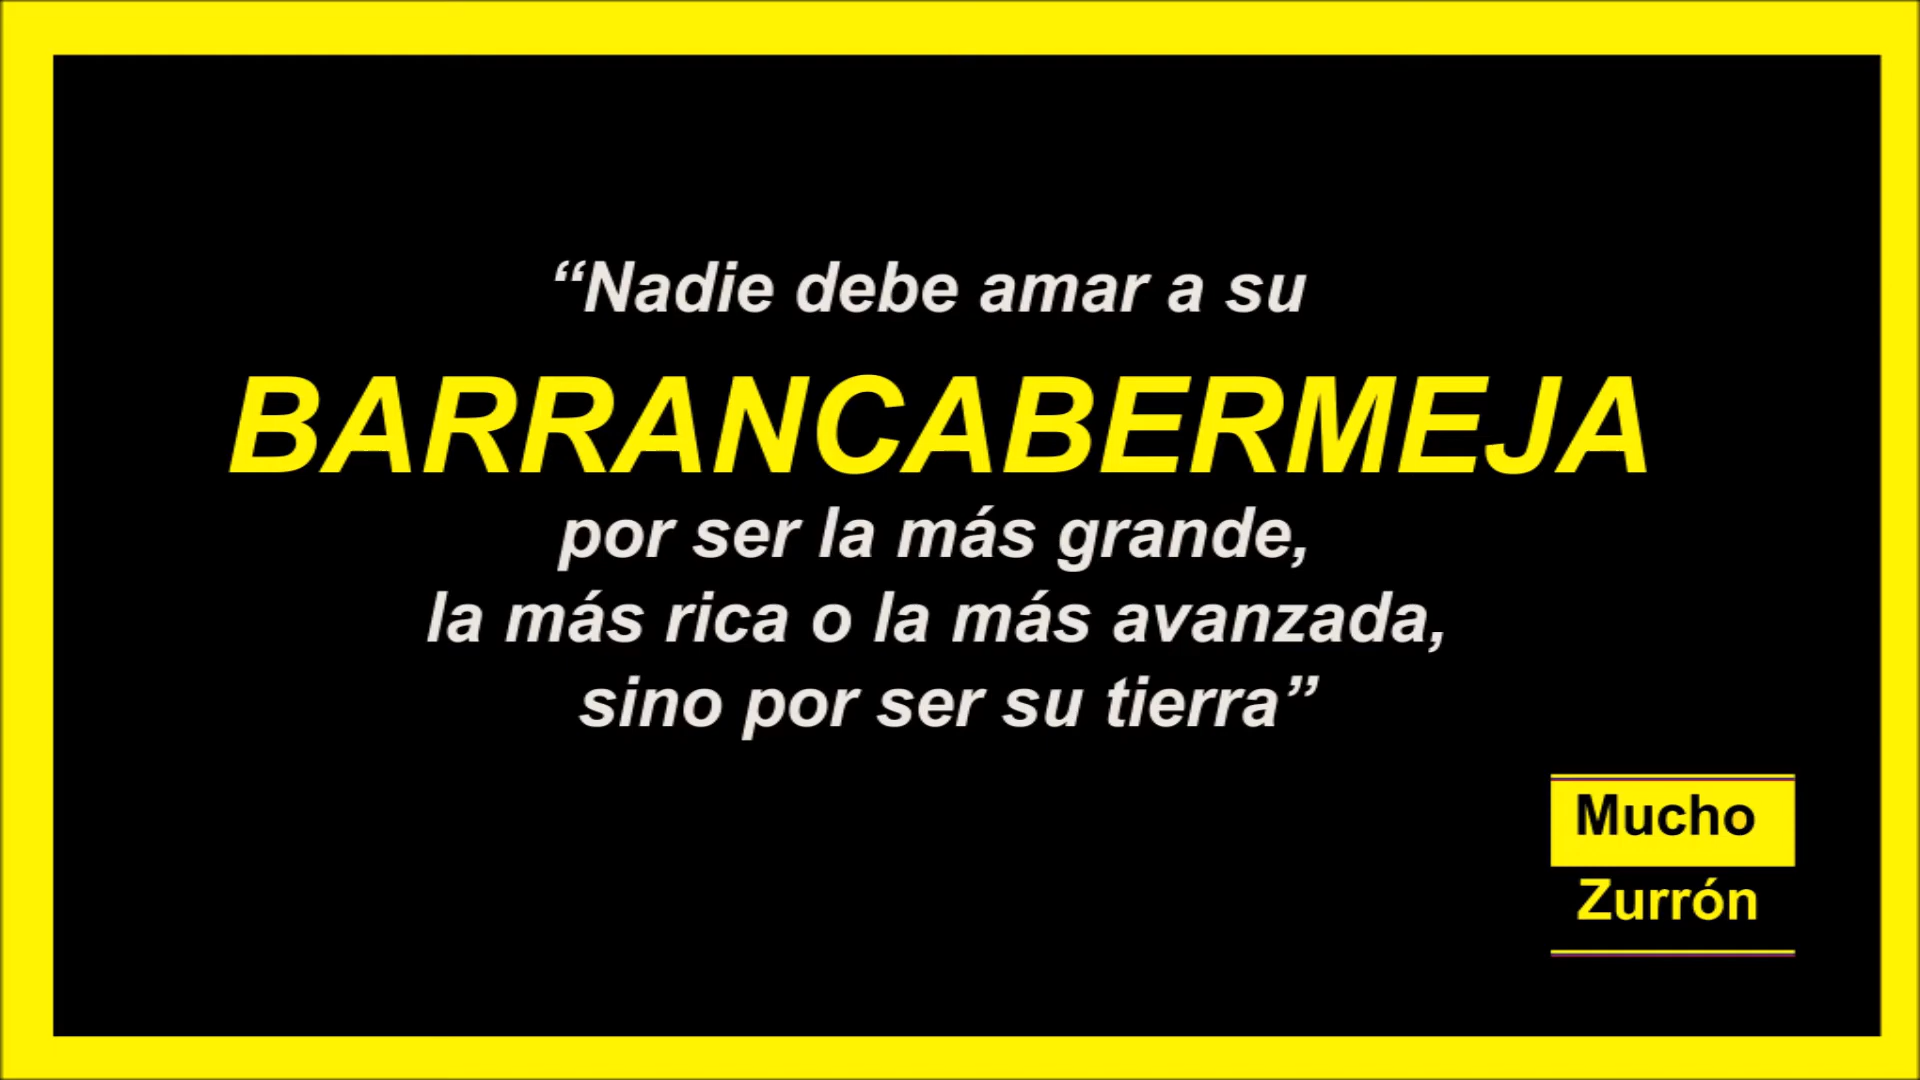 “Nadie debe amar a su
BARRANCABERMEJA
por ser la más grande,
la más rica o la más avanzada,
sino por ser su tierra”
Mucho
Zurrón